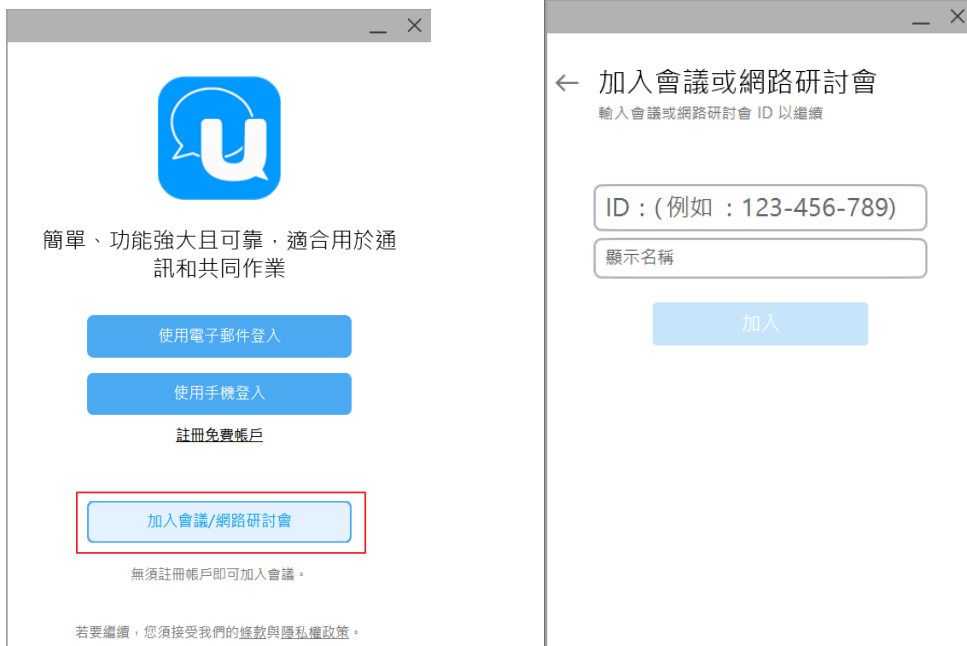 U
簡單、功能強大且可靠，適合用於通
訊和共同作業
使用電子郵件登入
使用手機登入
註冊免費帳戶
加入會議/網路研討會
無須註冊帳戶即可加入會議。
若要繼續，您須接受我們的條款與隱私權政策。
加入會議或網路研討會
輸入會議或網路研討會 ID 以繼續
ID：(例如 ：123-456-789)
顯示名稱
加入